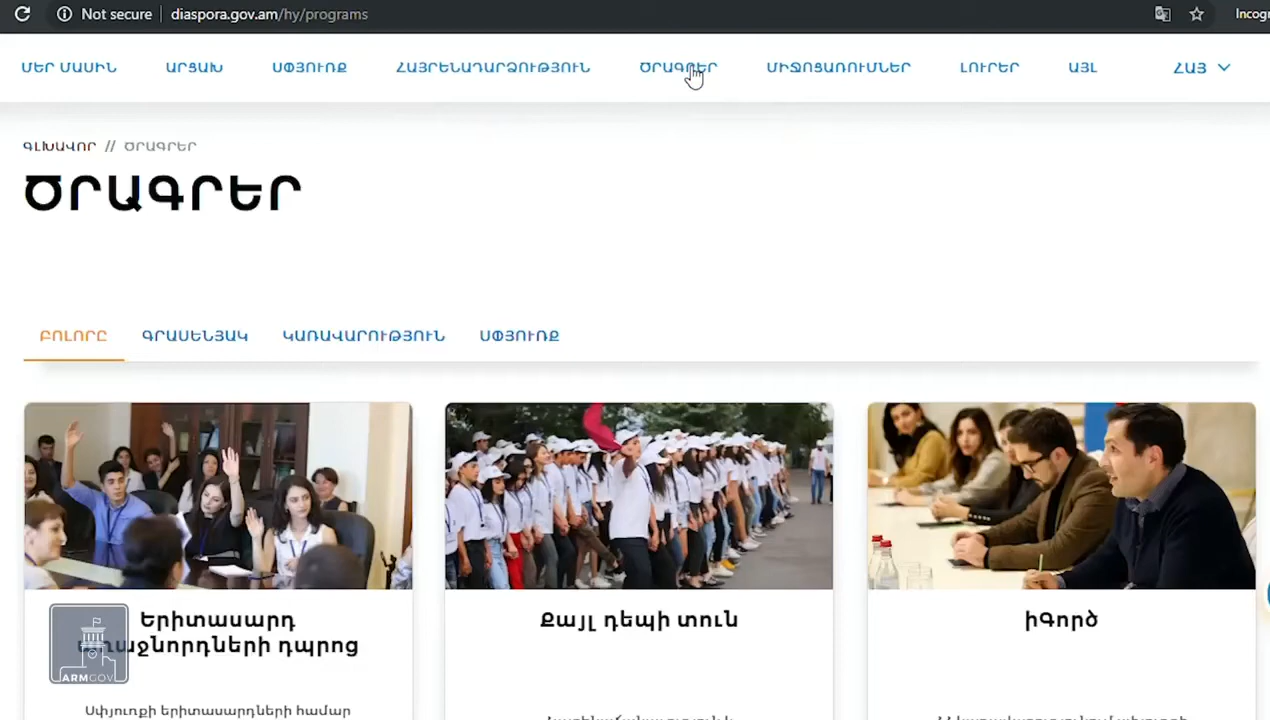 Not secure
diaspora.gov.am/hy/programs
Incogn
ՄԵՐ ՄԱՍԻՆ ԱՐՑԱԽ ՍՓՅՈՒՌՔ ՀԱՅՐԵՆԱԴԱՐՁՈՒԹՅՈՒՆ ԾՐԱԳՐԵՐ ՄԻՋՈՑԱՌՈՒՄՆԵՐ ԼՈՒՐԵՐ ԱՅԼ ՀԱՅ
ԳԼԽԱՎՈՐ // ԾՐԱԳՐԵՐ
ԾՐԱԳՐԵՐ
ԲՈԼՈՐԸ ԳՐԱՍԵՆՅԱԿ ԿԱՌԱՎԱՐՈՒԹՅՈՒՆ ՍՓՅՈՒՌՔ
Երիտասարդ
առաջնորդների դպրոց
Սփյուռքի երիտասարդների համար
Քայլ դեպի տուն
իԳործ
ARMGOV